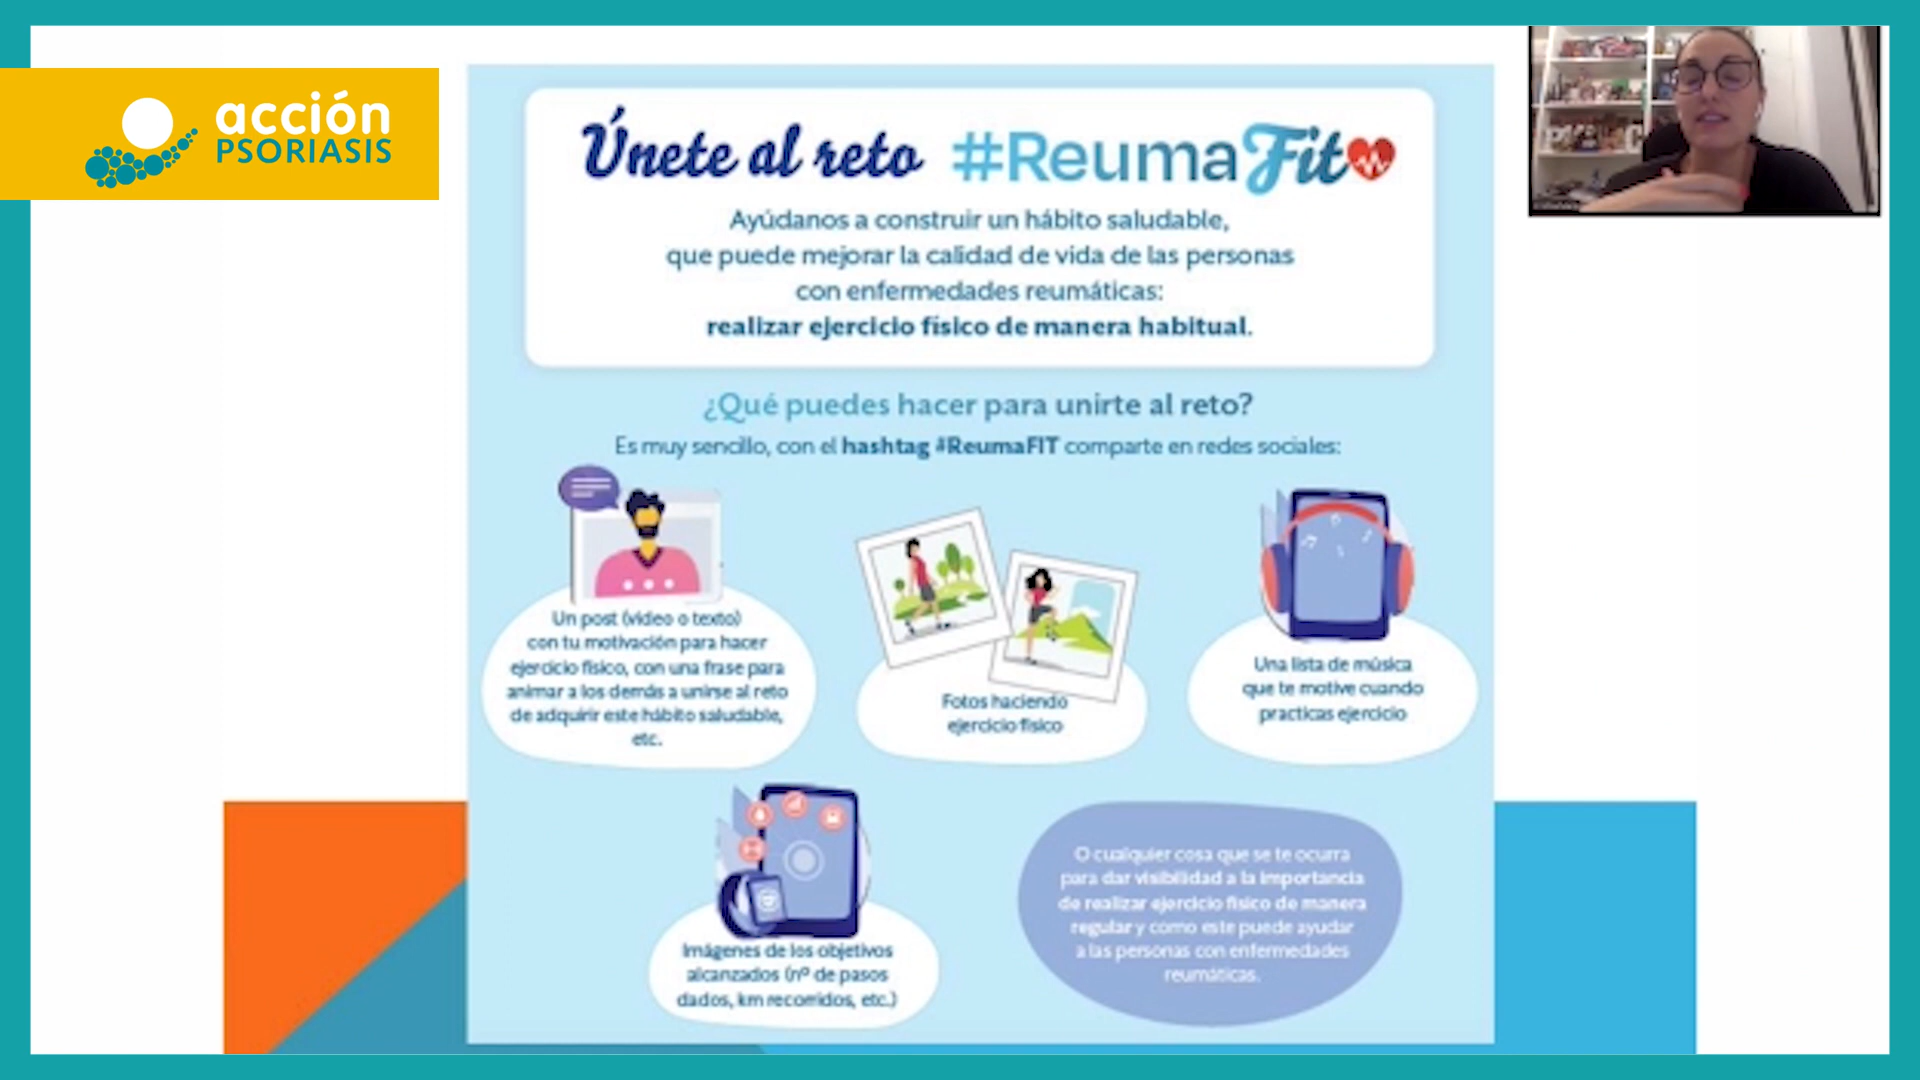 acción
PSORIASIS
Únete al reto #ReumaFit
Ayúdanos a construir un hábito saludable,
que puede mejorar la calidad de vida de las personas
con enfermedades reumáticas:
realizar ejercicio físico de manera habitual.
¿Qué puedes hacer para unirte al reto?
Es muy sencillo, con el hashtag #ReumaFIT comparte en redes sociales:
Un post (video o texto)
con tu motivación para hacer
ejercicio físico, con una frase para
animar a los demás a unirse al reto
de adquirir este hábito saludable,
etc.
Fotos haciendo
ejercicio físico
Una lista de música
que te motive cuando
practicas ejercicio
Imágenes de los objetivos
alcanzados (nº de pasos
dados, km recorridos, etc.)
O cualquier cosa que se te ocurra
para dar visibilidad a la importancia
de realizar ejercicio físico de manera
regular y cómo este puede ayudar
a las personas con enfermedades
reumáticas.